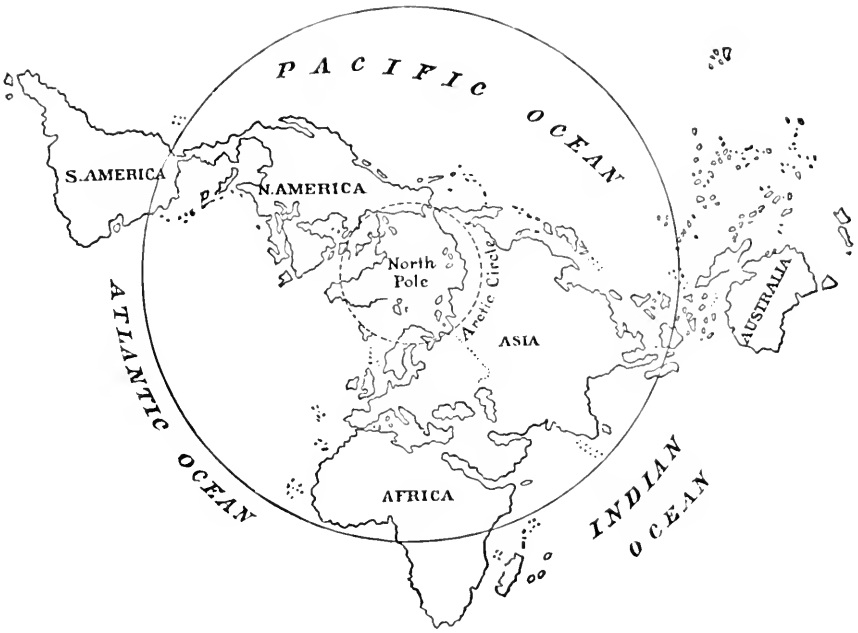 PACIFIC OCEAN
S. AMERICA
N. AMERICA
North
Pole
Arctic Circle
AUSTRALIA
ASIA
ATLANTIC OCEAN
AFRICA
INDIAN
OCEAN